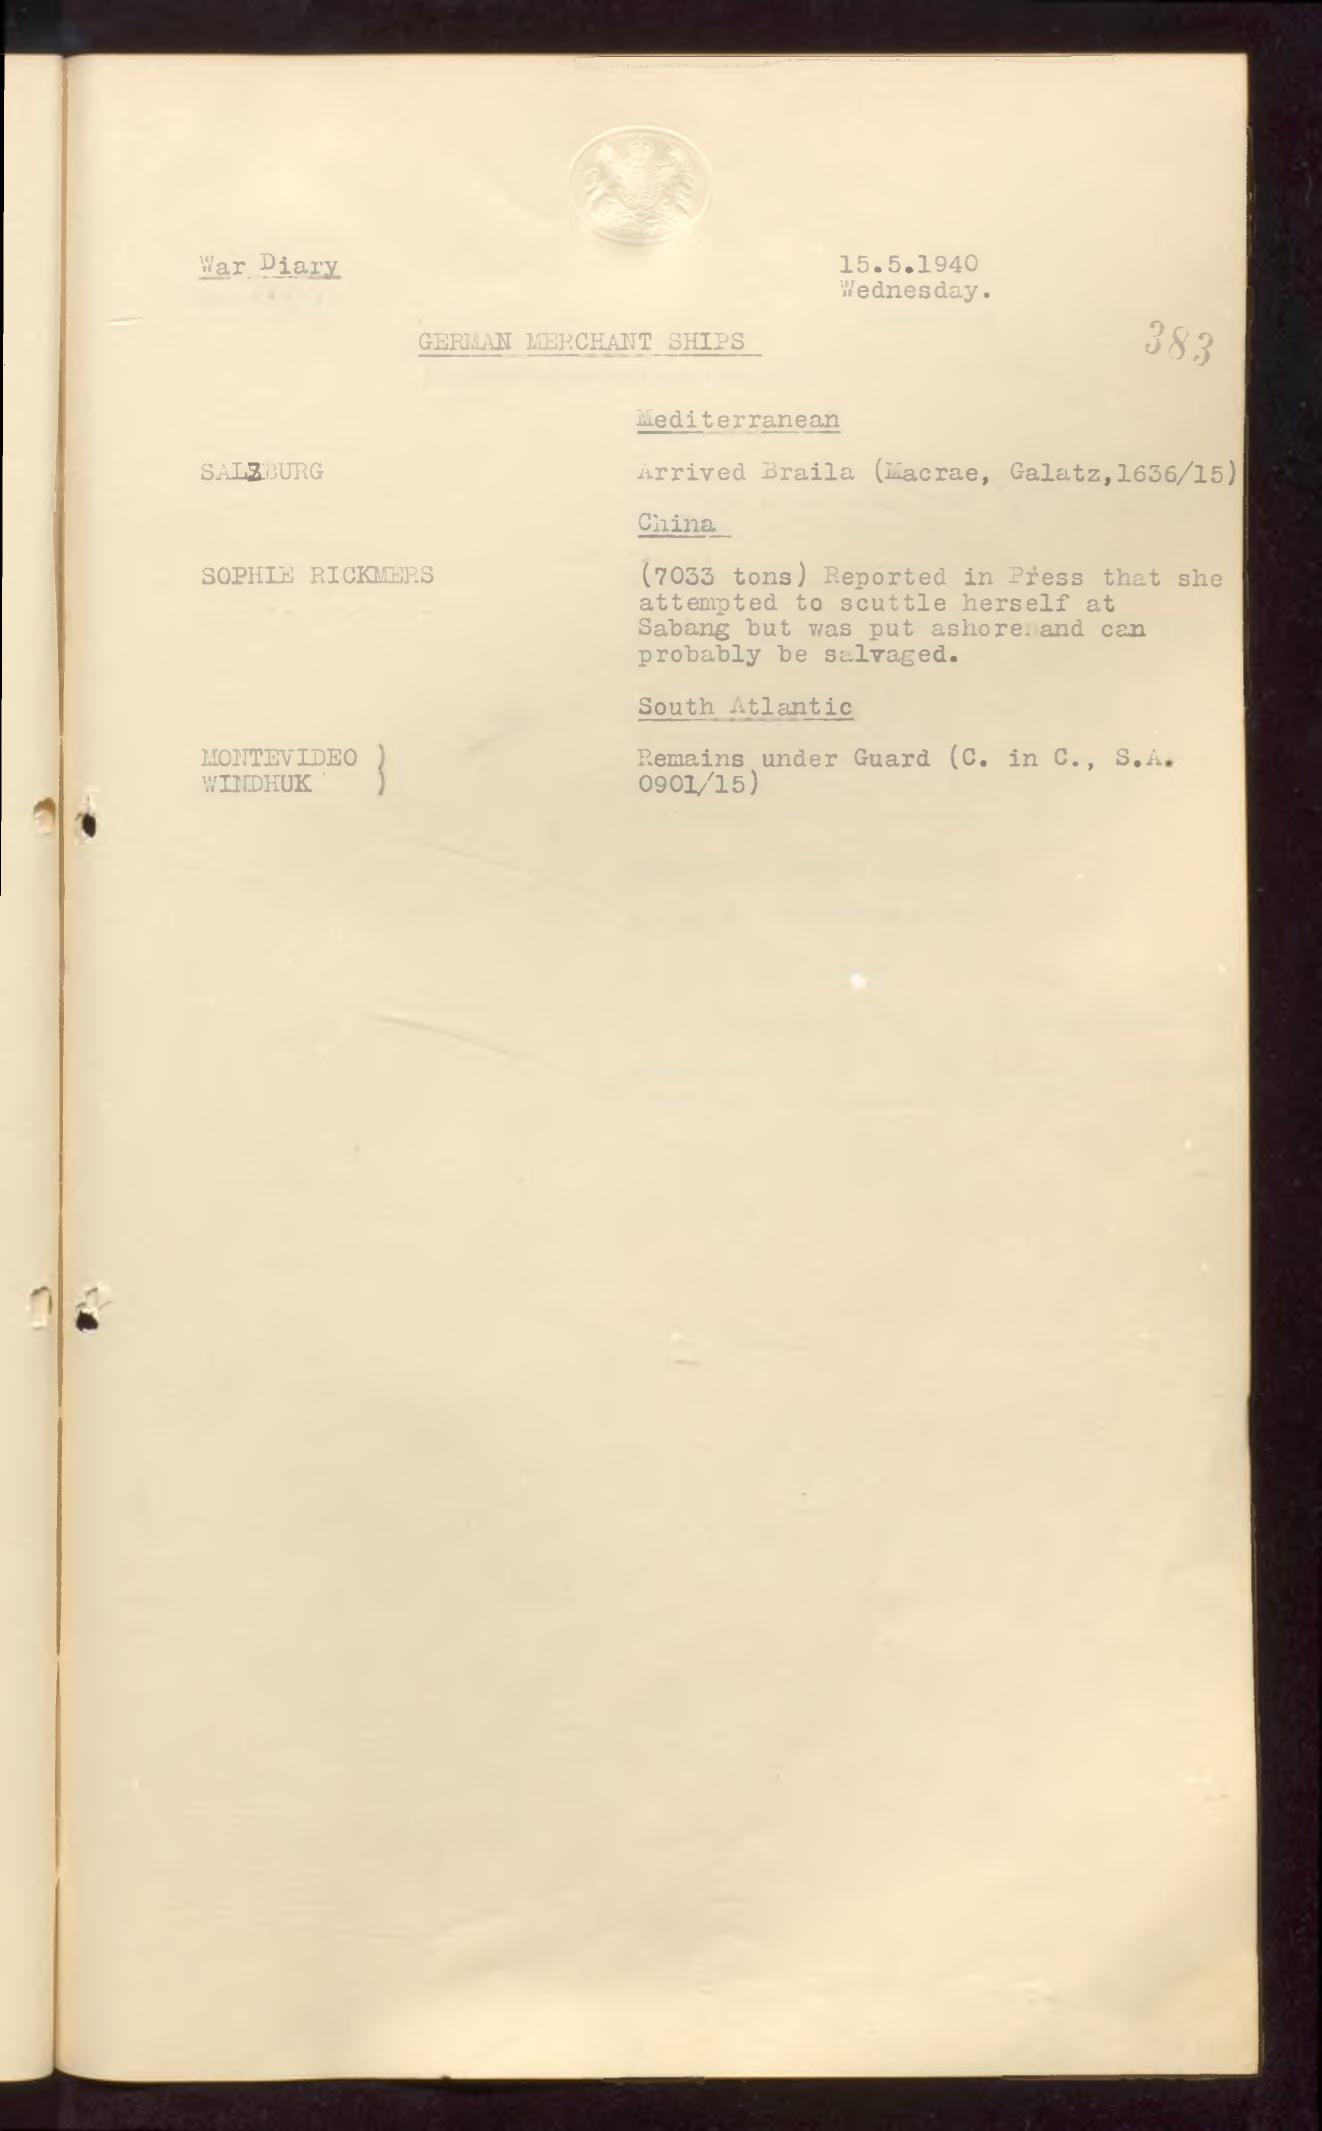 War Diary
15.5.1940
Wednesday.
GERMAN MERCHANT SHIPS
383
Mediterranean
SALZBURG
Arrived Braila (Macrae, Galatz,1636/15)
China
SOPHIE RICKMERS
(7033 tons) Reported in Press that she
attempted to scuttle herself at
Sabang but was put ashore and can
probably be salvaged.
South Atlantic
MONTEVIDEO )
WINDHUK )
Remains under Guard (C. in C., S.A.
0901/15)